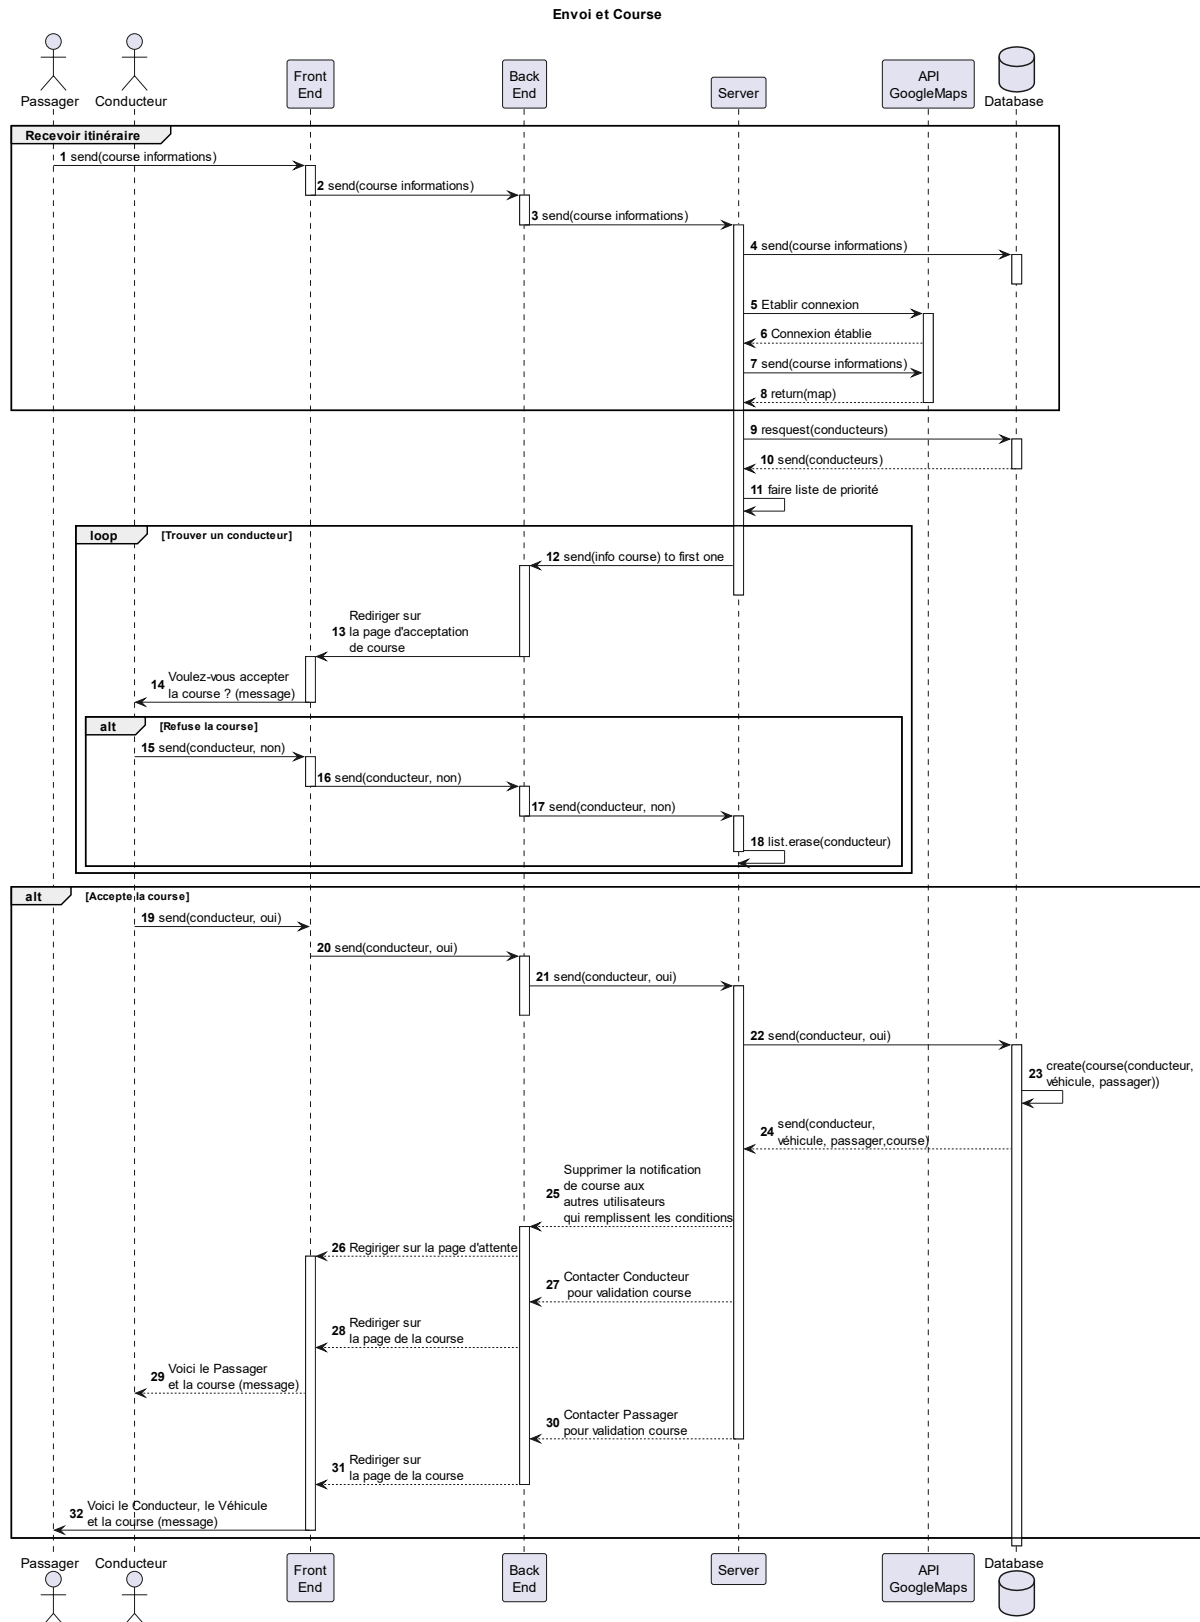 Envoi et Course
Passager
Conducteur
Front
End
Back
End
Server
API
GoogleMaps
Database
Recevoir itinéraire
1 send(course informations)
2 send(course informations)
3 send(course informations)
4 send(course informations)
5 Etablir connexion
6 Connexion établie
7 send(course informations)
8 return(map)
9 resquest(conducteurs)
10 send(conducteurs)
11 faire liste de priorité
loop [Trouver un conducteur]
12 send(info course) to first one
Rediriger sur
13 la page d'acceptation
de course
14 Voulez-vous accepter
la course ? (message)
alt [Refuse la course]
15 send(conducteur, non)
16 send(conducteur, non)
17 send(conducteur, non)
18 list.erase(conducteur)
alt [Accepte la course]
19 send(conducteur, oui)
20 send(conducteur, oui)
21 send(conducteur, oui)
22 send(conducteur, oui)
23 create(course(conducteur,
véhicule, passager))
24 send(conducteur,
véhicule, passager,course)
Supprimer la notification
de course aux
25 autres utilisateurs
qui remplissent les conditions
26 Regiriger sur la page d'attente
27 Contacter Conducteur
pour validation course
28 Rediriger sur
la page de la course
29 Voici le Passager
et la course (message)
30 Contacter Passager
pour validation course
31 Rediriger sur
la page de la course
32 Voici le Conducteur, le Véhicule
et la course (message)
Passager
Conducteur
Front
End
Back
End
Server
API
GoogleMaps
Database